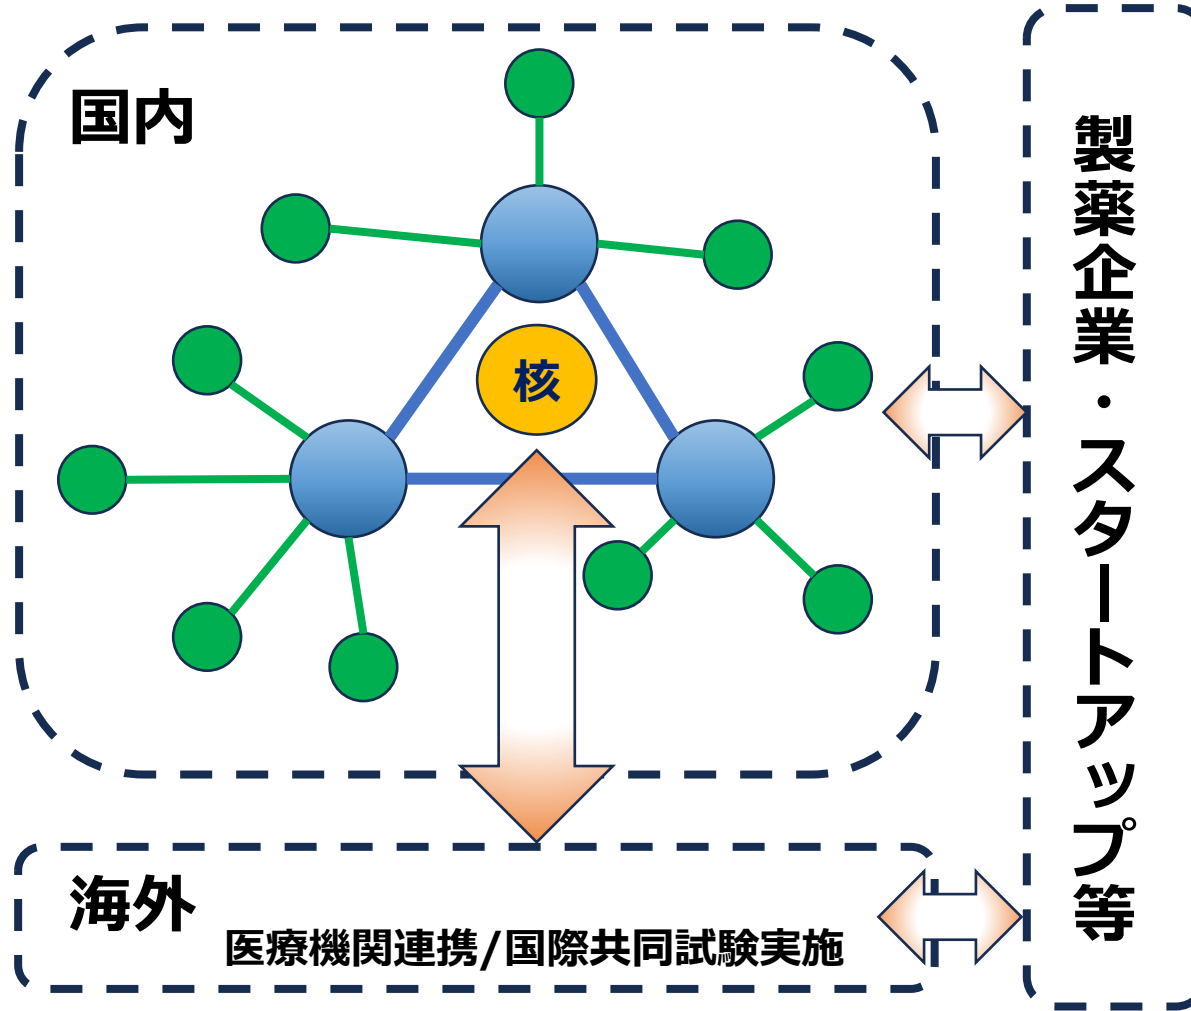 国内
核
製薬企業・スタートアップ等
海外
医療機関連携/国際共同試験実施